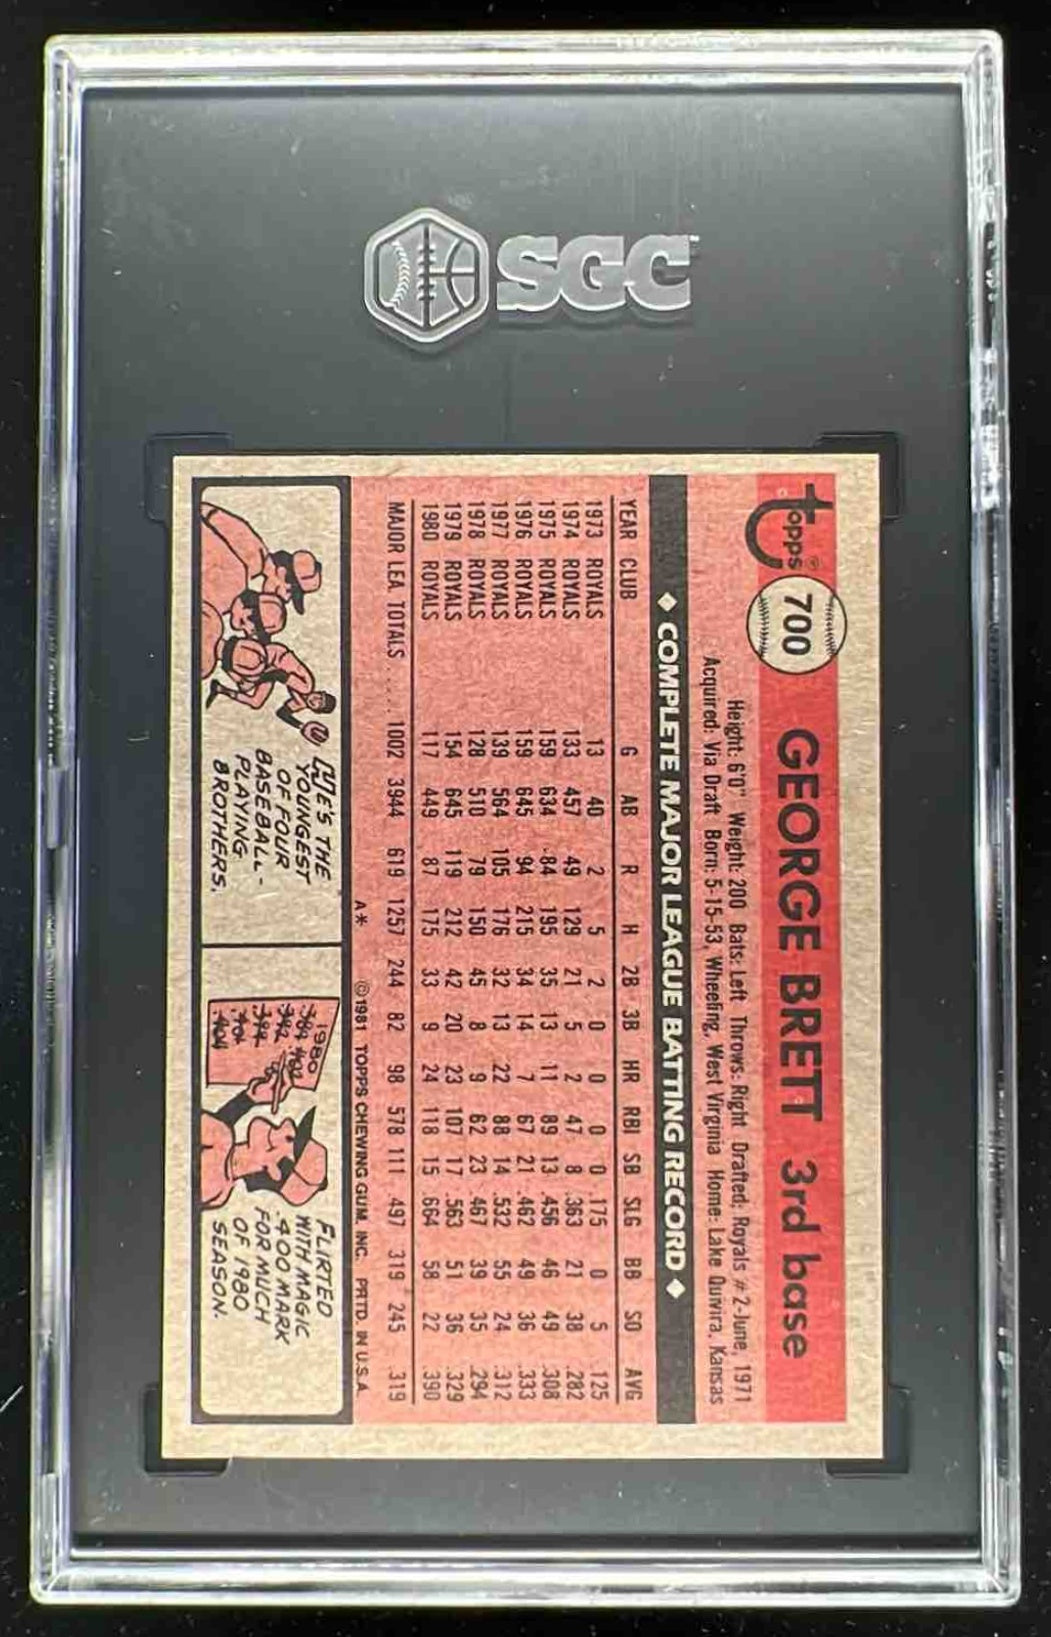 SGC
topps®
700
GEORGE BRETT 3rd base
Height: 6'0" Weight: 200 Bats: Left Throws: Right Drafted: Royals #2-June, 1971
Acquired: Via Draft Born: 5-15-53, Wheeling, West Virginia Home: Lake Quivira, Kansas
◆ COMPLETE MAJOR LEAGUE BATTING RECORD ◆
YEAR CLUB G AB R H 2B 3B HR RBI SB SLG BB SO AVG
1973 ROYALS 13 40 2 5 2 0 0 0 0 .175 0 5 .125
1974 ROYALS 133 457 49 129 21 5 2 47 8 .363 21 38 .282
1975 ROYALS 159 634 84 195 35 13 11 89 13 .456 46 49 .308
1976 ROYALS 159 645 94 215 34 14 7 67 21 .462 49 36 .333
1977 ROYALS 139 564 105 176 32 13 22 88 14 .532 55 24 .312
1978 ROYALS 128 510 79 150 45 8 9 62 23 .467 39 35 .294
1979 ROYALS 154 645 119 212 42 20 23 107 17 .563 51 36 .329
1980 ROYALS 117 449 87 175 33 9 24 118 15 .664 58 22 .390
MAJOR LEA. TOTALS..... 1002 3944 619 1257 244 82 98 578 111 .497 319 245 .319
A* ©1981 TOPPS CHEWING GUM, INC. PRTD. IN U.S.A.
HE'S THE
YOUNGEST
OF FOUR
BASEBALL-
PLAYING
BROTHERS.
1980
FLIRTED
WITH MAGIC
.400 MARK
FOR MUCH
OF 1980
SEASON.